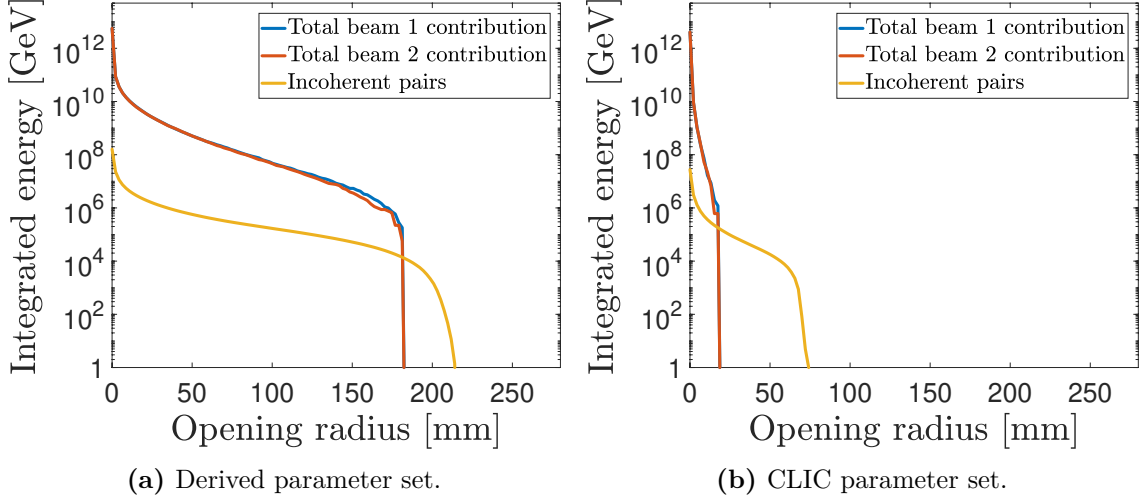 Integrated energy [GeV]
10^12
10^10
10^8
10^6
10^4
10^2
1
0 50 100 150 200 250
Opening radius [mm]
Total beam 1 contribution
Total beam 2 contribution
Incoherent pairs
(a) Derived parameter set.
Integrated energy [GeV]
10^12
10^10
10^8
10^6
10^4
10^2
1
0 50 100 150 200 250
Opening radius [mm]
Total beam 1 contribution
Total beam 2 contribution
Incoherent pairs
(b) CLIC parameter set.